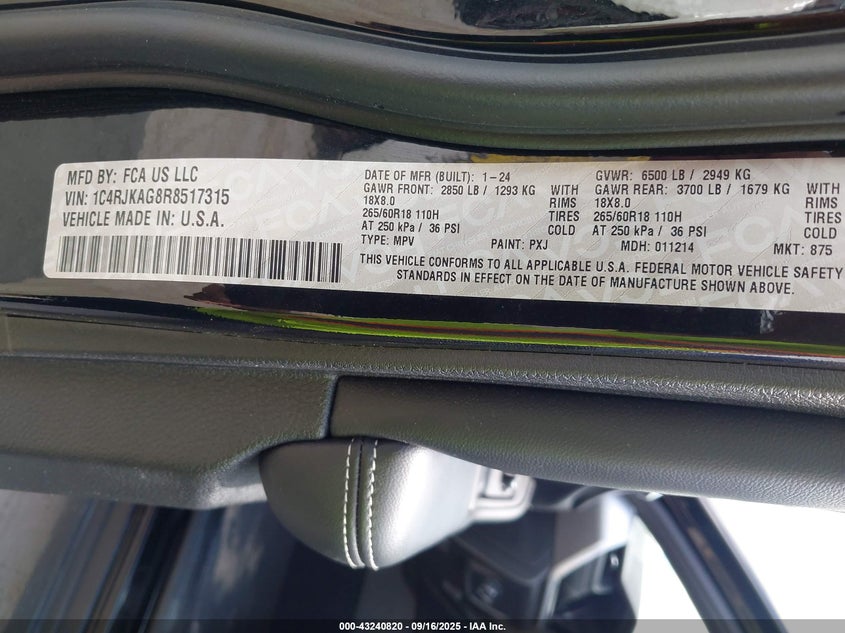 MFD BY: FCA US LLC
VIN: 1C4RJKAG8R8517315
VEHICLE MADE IN: U.S.A.
DATE OF MFR (BUILT): 1-24 GVWR: 6500 LB / 2949 KG
GAWR FRONT: 2850 LB / 1293 KG WITH GAWR REAR: 3700 LB / 1679 KG WITH
18X8.0 RIMS 18X8.0 RIMS
265/60R18 110H TIRES 265/60R18 110H TIRES
AT 250 kPa / 36 PSI COLD AT 250 kPa / 36 PSI COLD
TYPE: MPV PAINT: PXJ MDH: 011214 MKT: 875
THIS VEHICLE CONFORMS TO ALL APPLICABLE U.S.A. FEDERAL MOTOR VEHICLE SAFETY
STANDARDS IN EFFECT ON THE DATE OF MANUFACTURE SHOWN ABOVE.
000-43240820 - 09/16/2025 - IAA Inc.